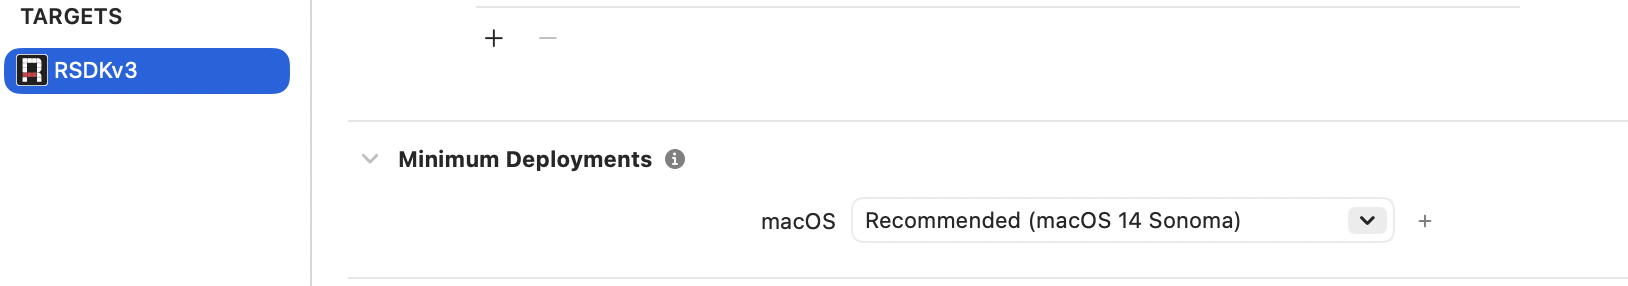 TARGETS
RSDKv3
Minimum Deployments
macOS Recommended (macOS 14 Sonoma)